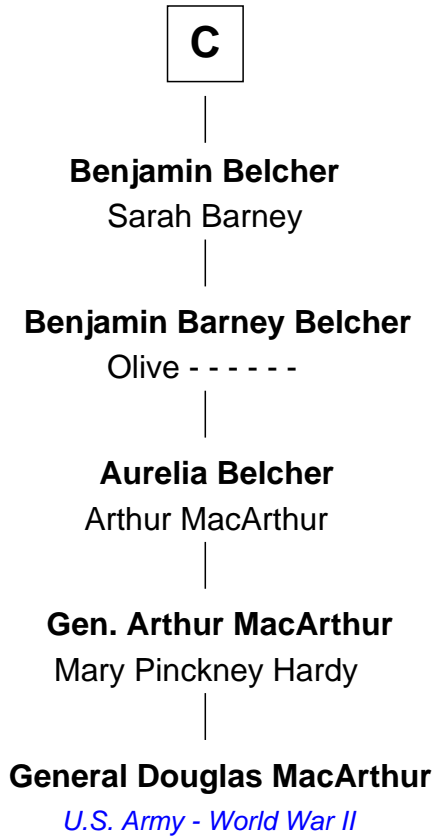 C
Benjamin Belcher
Sarah Barney
Benjamin Barney Belcher
Olive - - - - - -
Aurelia Belcher
Arthur MacArthur
Gen. Arthur MacArthur
Mary Pinckney Hardy
General Douglas MacArthur
U.S. Army - World War II